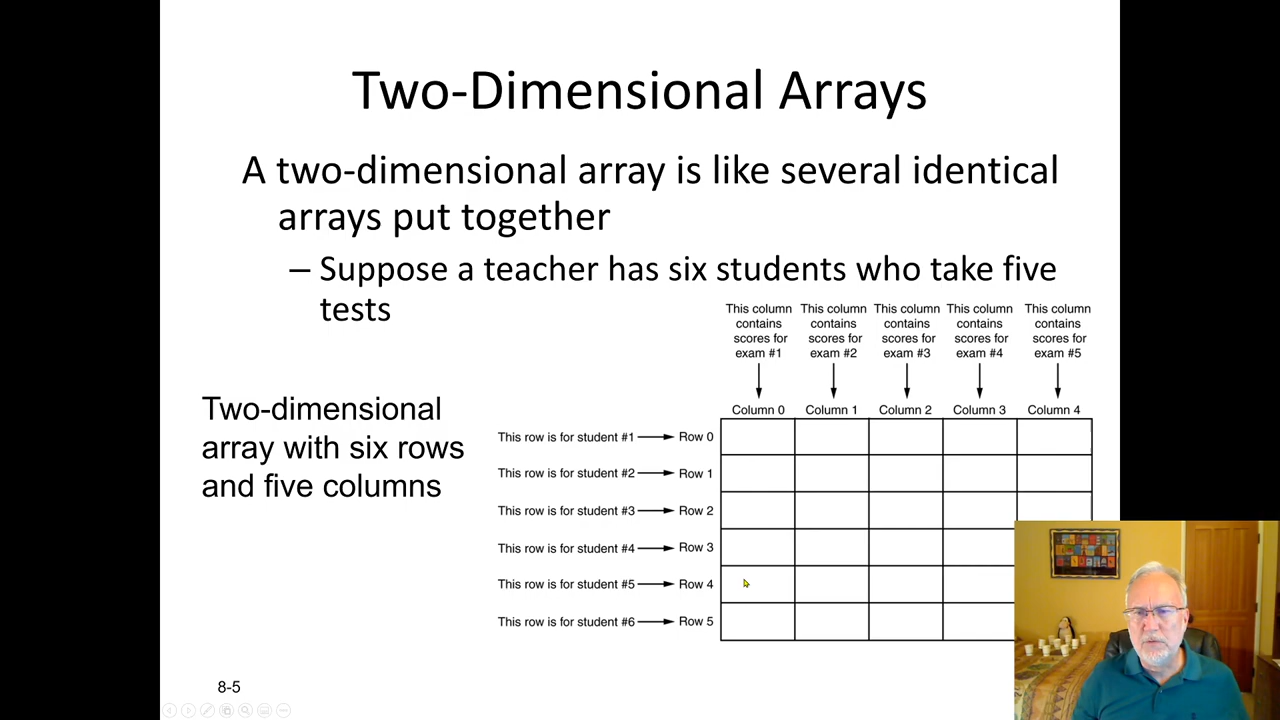 Two-Dimensional Arrays
A two-dimensional array is like several identical
arrays put together
– Suppose a teacher has six students who take five
tests
This column contains scores for exam #1
This column contains scores for exam #2
This column contains scores for exam #3
This column contains scores for exam #4
This column contains scores for exam #5
Two-dimensional
array with six rows
and five columns
Column 0 Column 1 Column 2 Column 3 Column 4
This row is for student #1 Row 0
This row is for student #2 Row 1
This row is for student #3 Row 2
This row is for student #4 Row 3
This row is for student #5 Row 4
This row is for student #6 Row 5
8-5